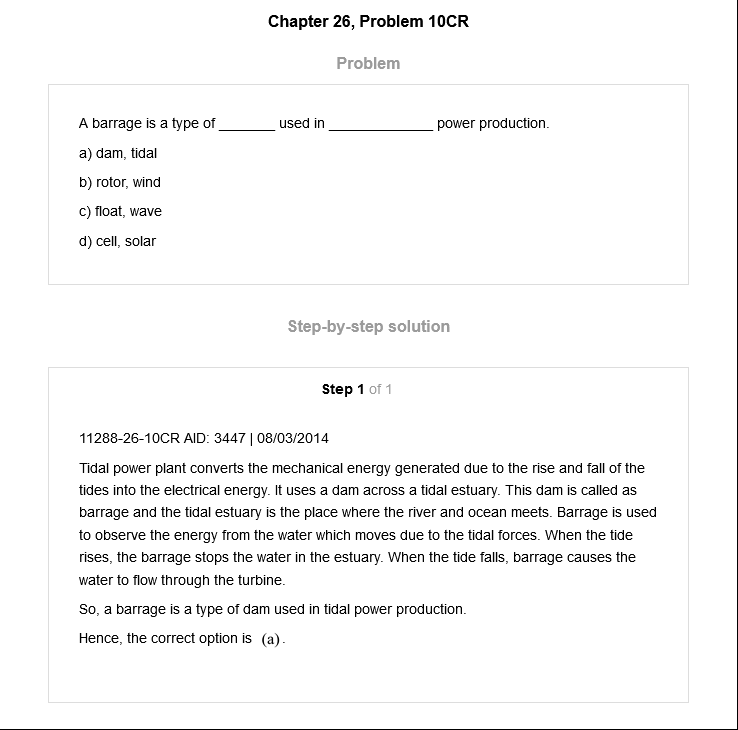 Chapter 26, Problem 10CR
Problem
A barrage is a type of _______ used in _____________ power production.
a) dam, tidal
b) rotor, wind
c) float, wave
d) cell, solar
Step-by-step solution
Step 1 of 1
11288-26-10CR AID: 3447 | 08/03/2014
Tidal power plant converts the mechanical energy generated due to the rise and fall of the
tides into the electrical energy. It uses a dam across a tidal estuary. This dam is called as
barrage and the tidal estuary is the place where the river and ocean meets. Barrage is used
to observe the energy from the water which moves due to the tidal forces. When the tide
rises, the barrage stops the water in the estuary. When the tide falls, barrage causes the
water to flow through the turbine.
So, a barrage is a type of dam used in tidal power production.
Hence, the correct option is (a).